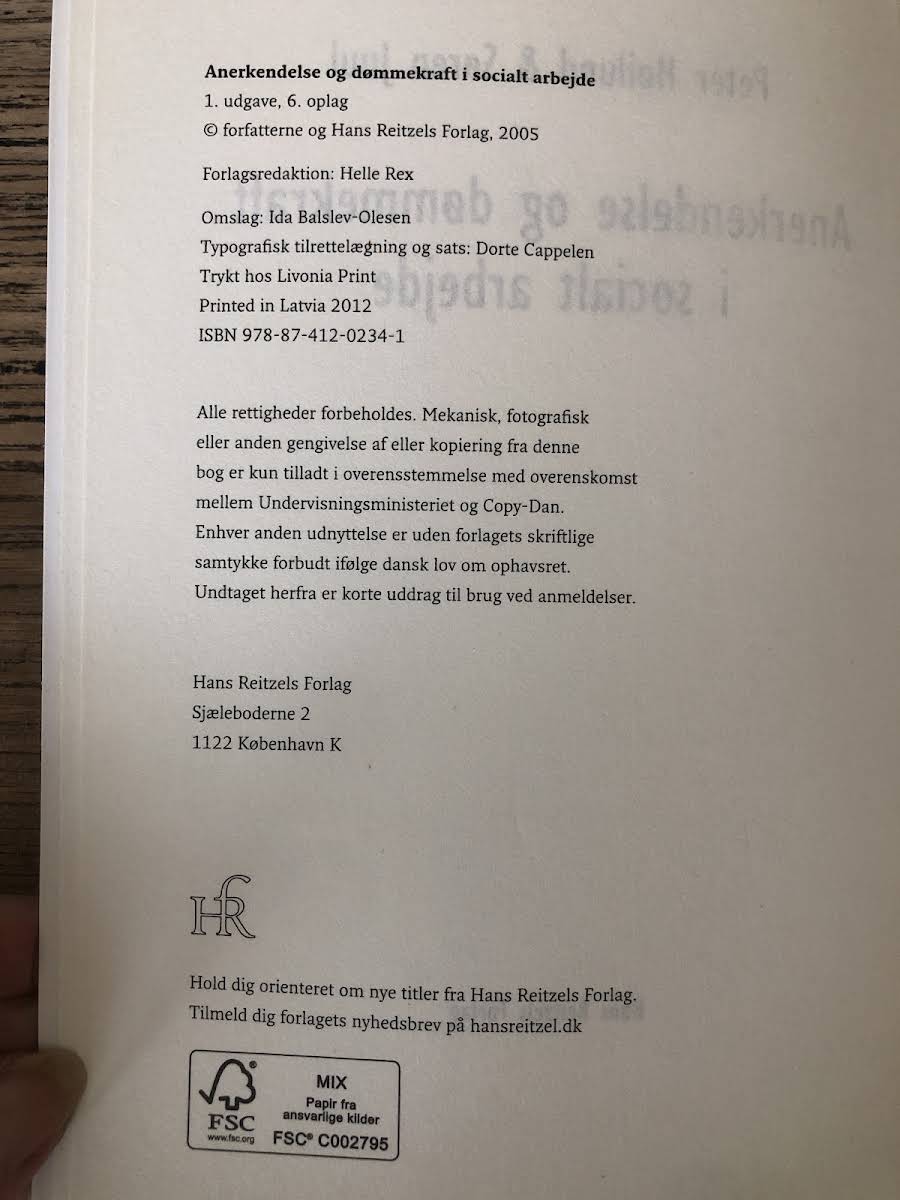 Anerkendelse og dømmekraft i socialt arbejde
1. udgave, 6. oplag
© forfatterne og Hans Reitzels Forlag, 2005
Forlagsredaktion: Helle Rex
Omslag: Ida Balslev-Olesen
Typografisk tilrettelægning og sats: Dorte Cappelen
Trykt hos Livonia Print
Printed in Latvia 2012
ISBN 978-87-412-0234-1
Alle rettigheder forbeholdes. Mekanisk, fotografisk
eller anden gengivelse af eller kopiering fra denne
bog er kun tilladt i overensstemmelse med overenskomst
mellem Undervisningsministeriet og Copy-Dan.
Enhver anden udnyttelse er uden forlagets skriftlige
samtykke forbudt ifølge dansk lov om ophavsret.
Undtaget herfra er korte uddrag til brug ved anmeldelser.
Hans Reitzels Forlag
Sjæleboderne 2
1122 København K
HR
Hold dig orienteret om nye titler fra Hans Reitzels Forlag.
Tilmeld dig forlagets nyhedsbrev på hansreitzel.dk
FSC
www.fsc.org
MIX
Papir fra
ansvarlige kilder
FSC® C002795